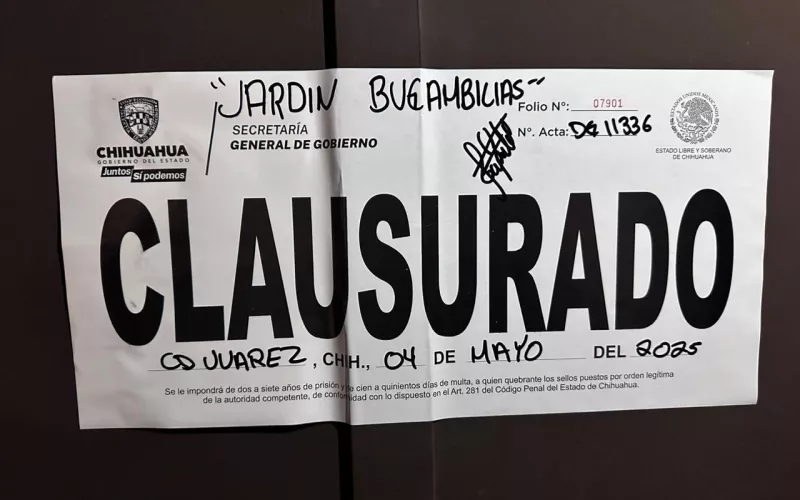 "JARDIN BUGAMBILIAS"
CHIHUAHUA
GOBIERNO DEL ESTADO
Juntos Sí podemos
SECRETARÍA
GENERAL DE GOBIERNO
Folio N°: 07901
N°. Acta: DG 11336
ESTADOS UNIDOS MEXICANOS
ESTADO LIBRE Y SOBERANO
DE CHIHUAHUA
CLAUSURADO
CD JUAREZ, CHIH., 04 DE MAYO DEL 2025
Se le impondrá de dos a siete años de prisión y de cien a quinientos días de multa, a quien quebrante los sellos puestos por orden legítima
de la autoridad competente, de conformidad con lo dispuesto en el Art. 281 del Código Penal del Estado de Chihuahua.